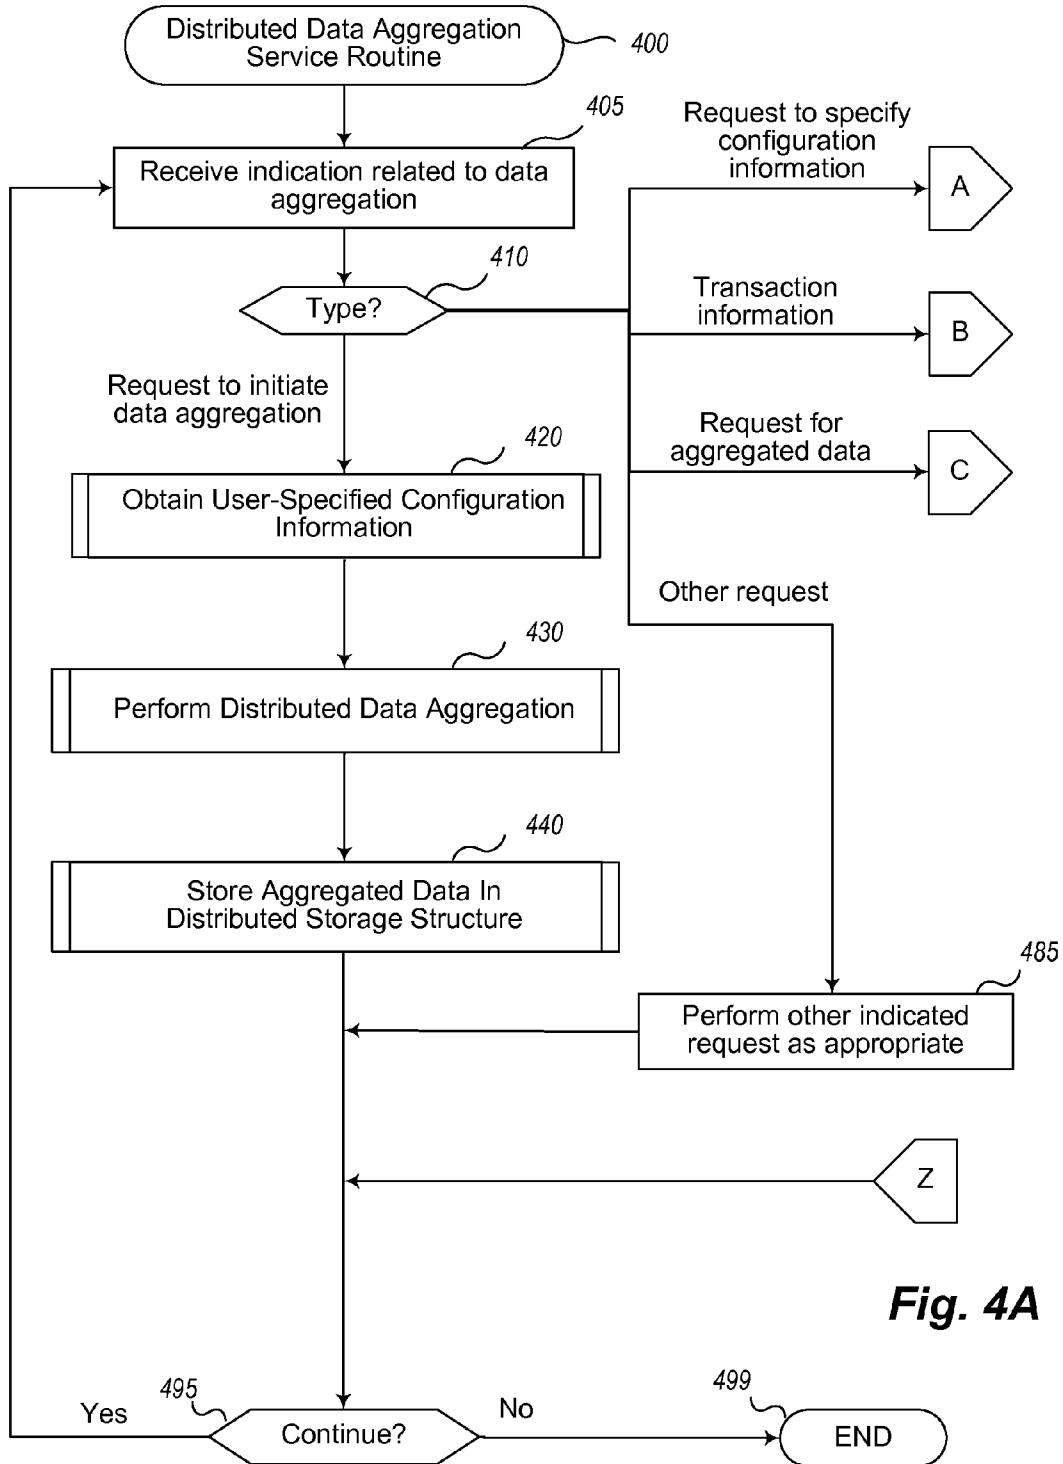 Distributed Data Aggregation
Service Routine
400
405
Receive indication related to data
aggregation
Request to specify
configuration
information
A
410
Type?
Transaction
information
B
Request to initiate
data aggregation
Request for
aggregated data
C
420
Obtain User-Specified Configuration
Information
Other request
430
Perform Distributed Data Aggregation
440
Store Aggregated Data In
Distributed Storage Structure
485
Perform other indicated
request as appropriate
Z
Fig. 4A
495
Yes
Continue?
No
499
END